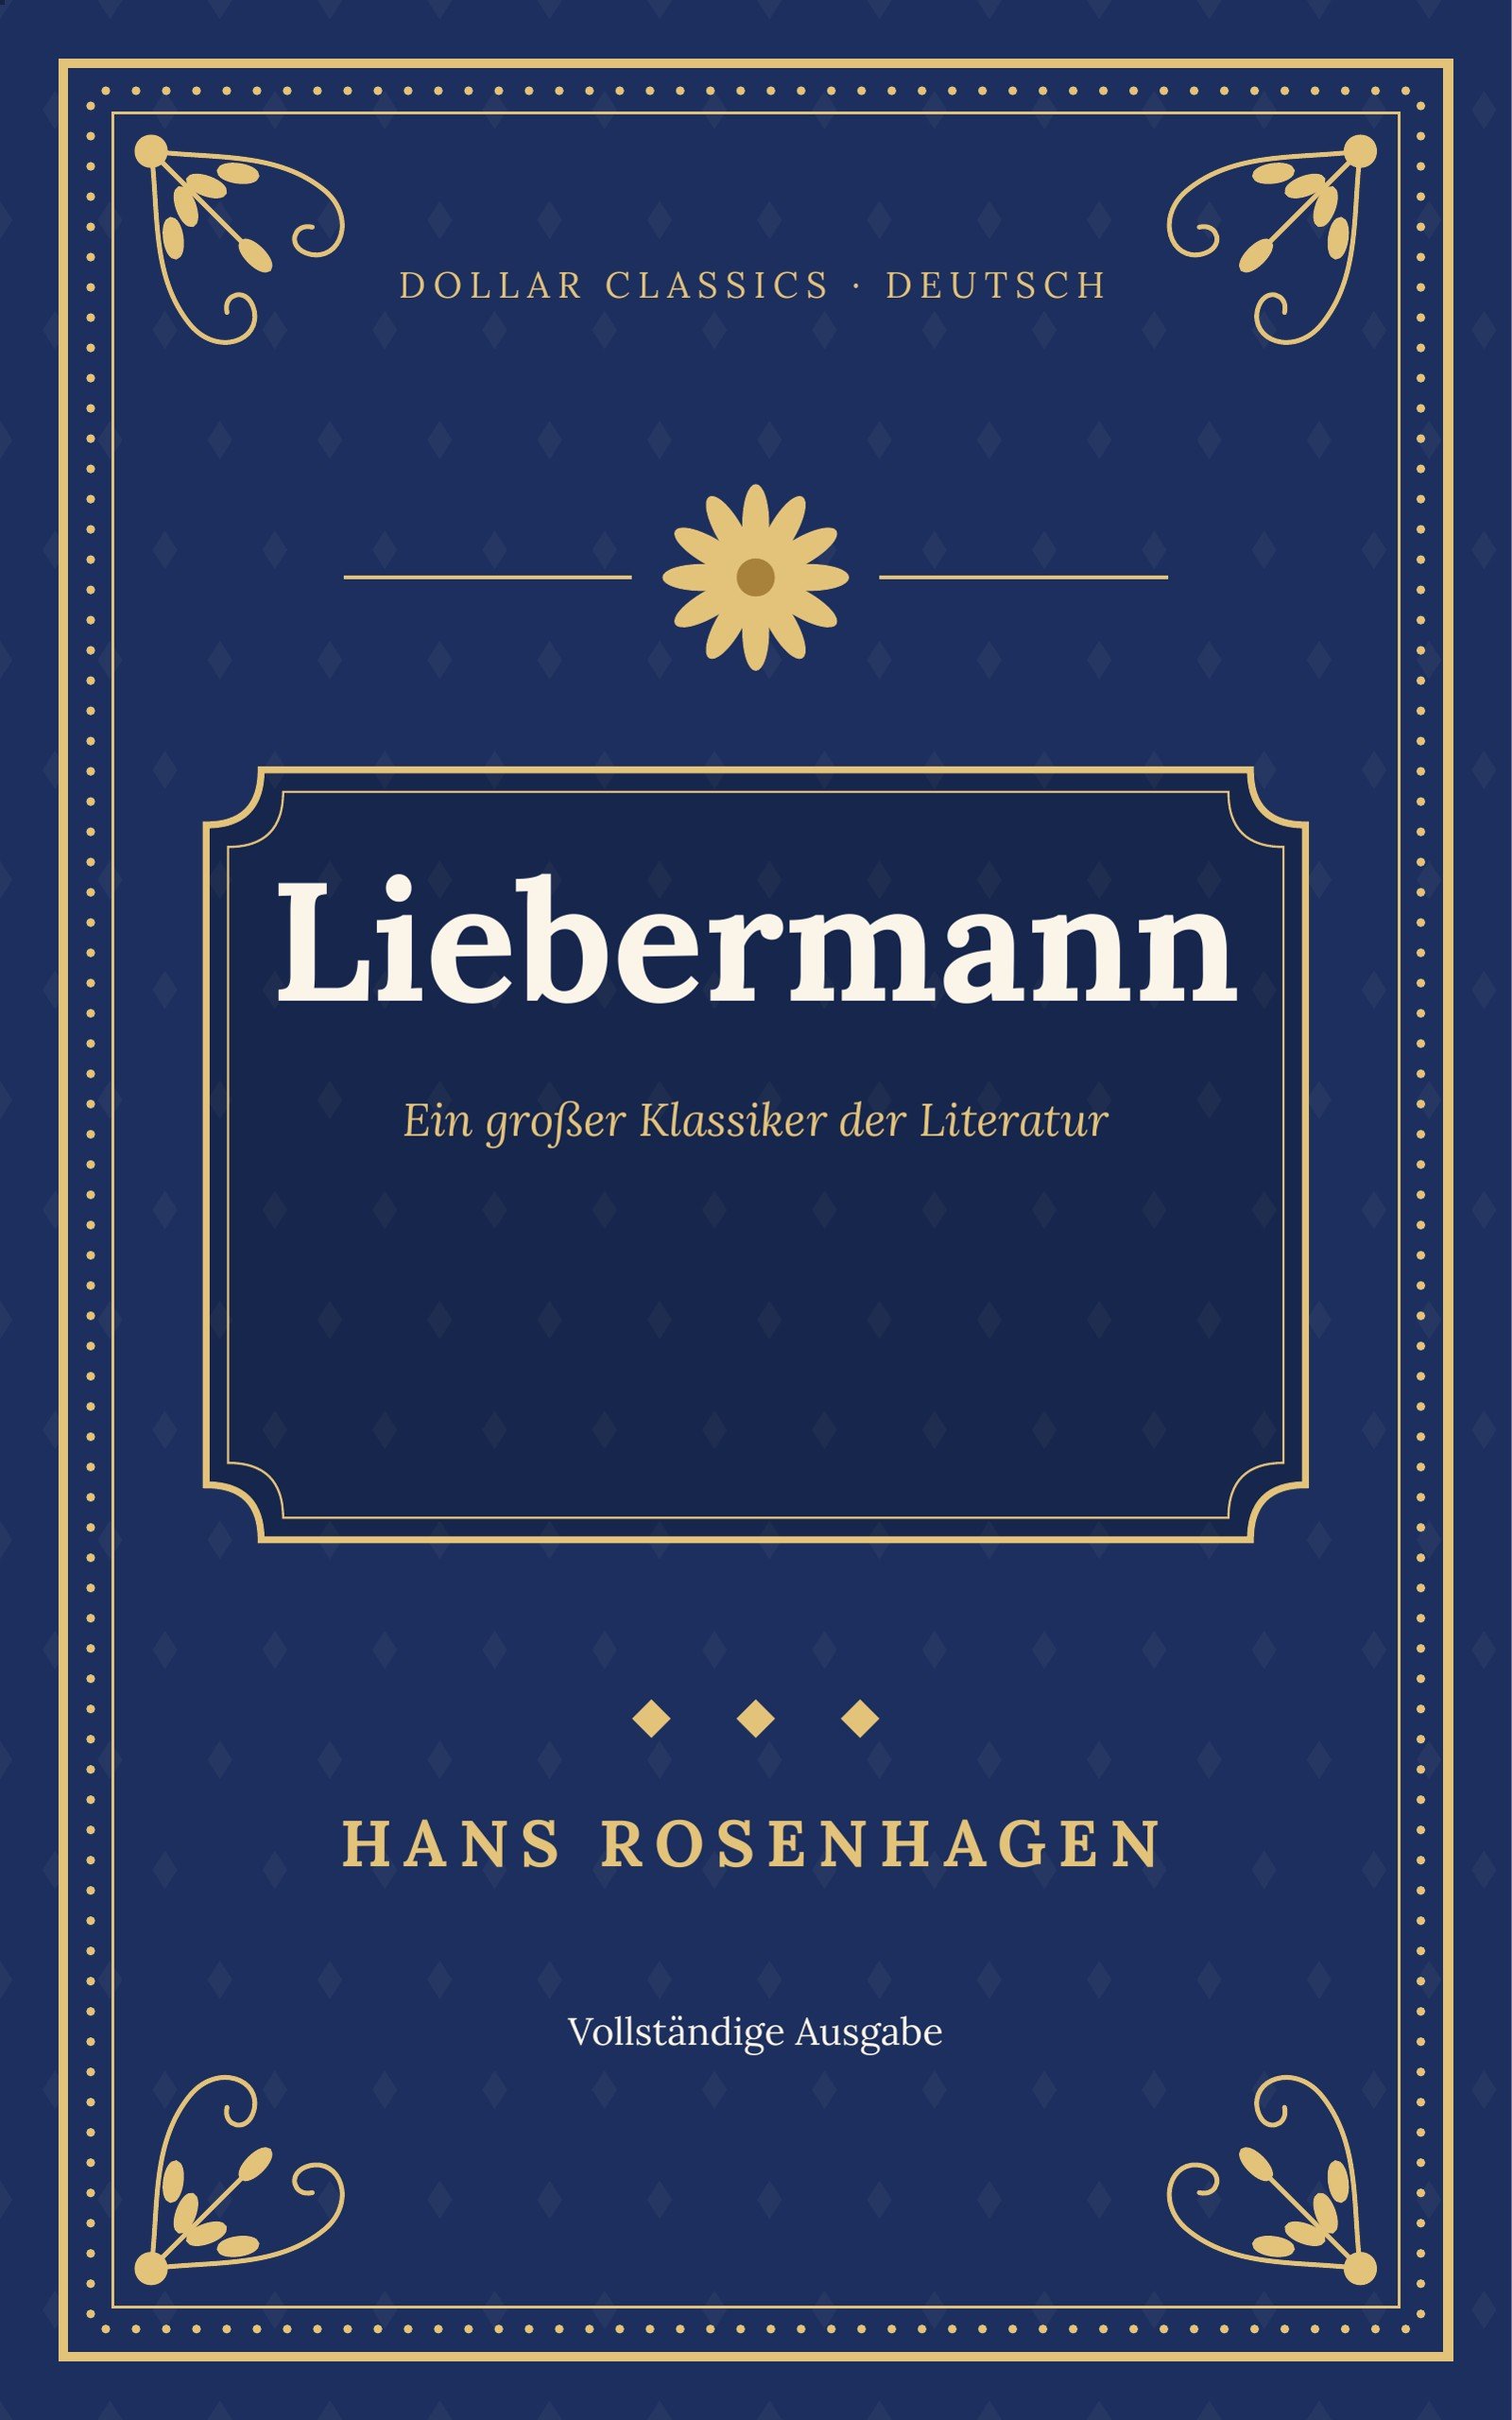 DOLLAR CLASSICS · DEUTSCH
Liebermann
Ein großer Klassiker der Literatur
HANS ROSENHAGEN
Vollständige Ausgabe